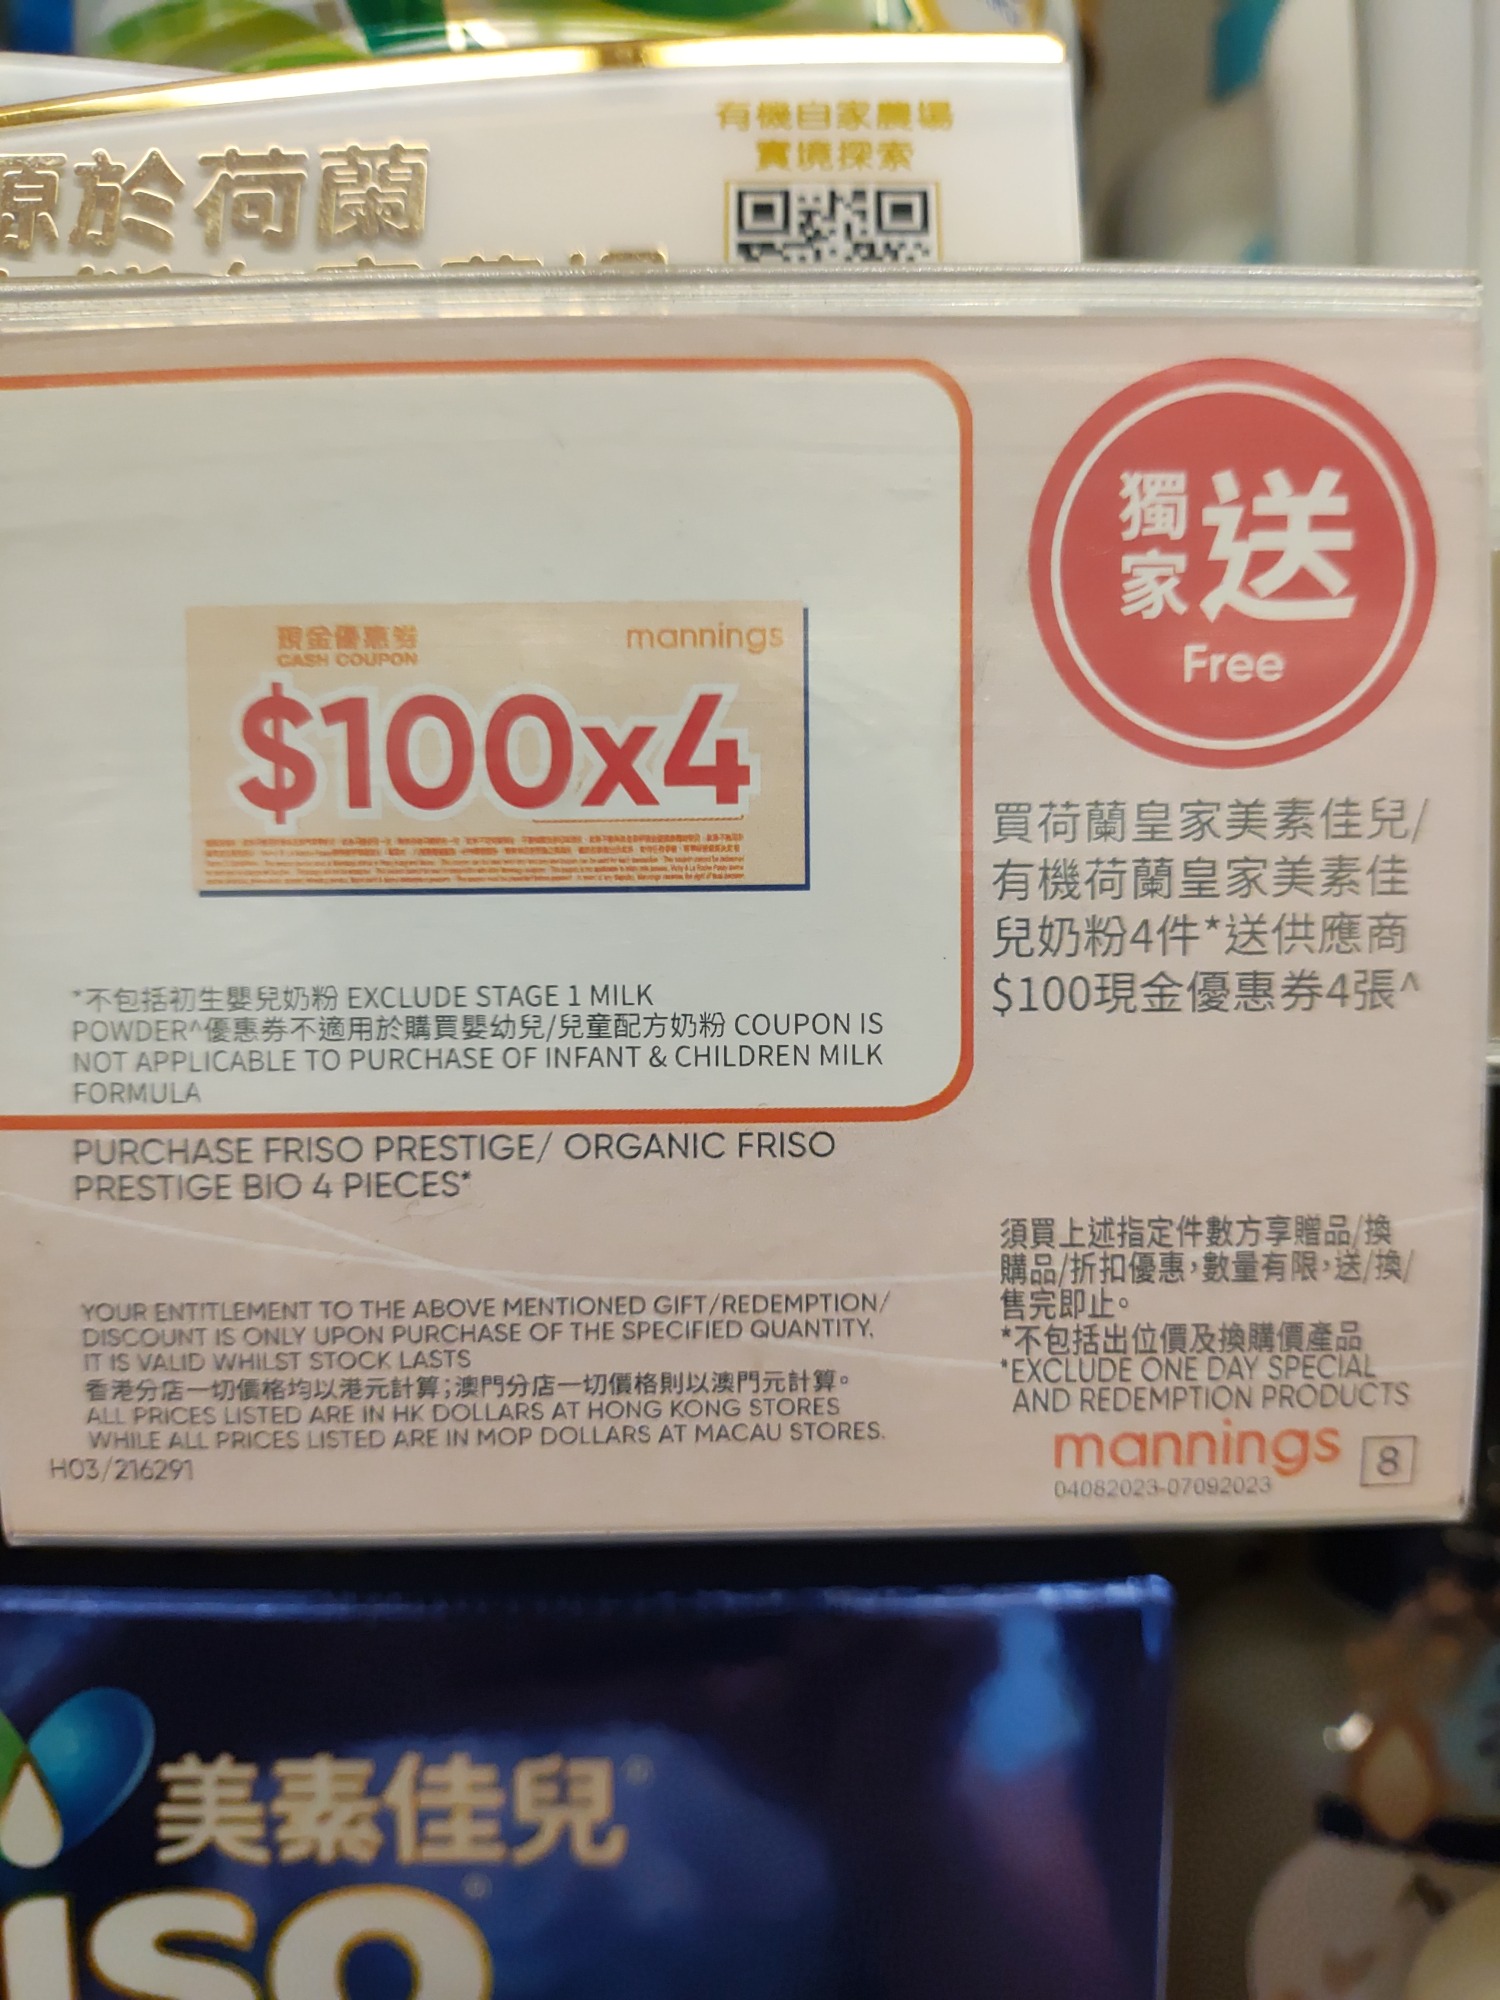 有機自家農場
實境探索
源於荷蘭
獨家送
Free
現金優惠券
CASH COUPON
mannings
$100x4
買荷蘭皇家美素佳兒/
有機荷蘭皇家美素佳
兒奶粉4件*送供應商
$100現金優惠券4張^
*不包括初生嬰兒奶粉 EXCLUDE STAGE 1 MILK
POWDER^優惠券不適用於購買嬰幼兒/兒童配方奶粉 COUPON IS
NOT APPLICABLE TO PURCHASE OF INFANT & CHILDREN MILK
FORMULA
PURCHASE FRISO PRESTIGE/ ORGANIC FRISO
PRESTIGE BIO 4 PIECES*
須買上述指定件數方享贈品/換
購品/折扣優惠，數量有限，送/換/
售完即止。
*不包括出位價及換購價產品
*EXCLUDE ONE DAY SPECIAL
AND REDEMPTION PRODUCTS
YOUR ENTITLEMENT TO THE ABOVE MENTIONED GIFT/REDEMPTION/
DISCOUNT IS ONLY UPON PURCHASE OF THE SPECIFIED QUANTITY.
IT IS VALID WHILST STOCK LASTS
香港分店一切價格均以港元計算；澳門分店一切價格則以澳門元計算。
ALL PRICES LISTED ARE IN HK DOLLARS AT HONG KONG STORES
WHILE ALL PRICES LISTED ARE IN MOP DOLLARS AT MACAU STORES.
H03/216291
mannings 8
04082023-07092023
美素佳兒
ISO